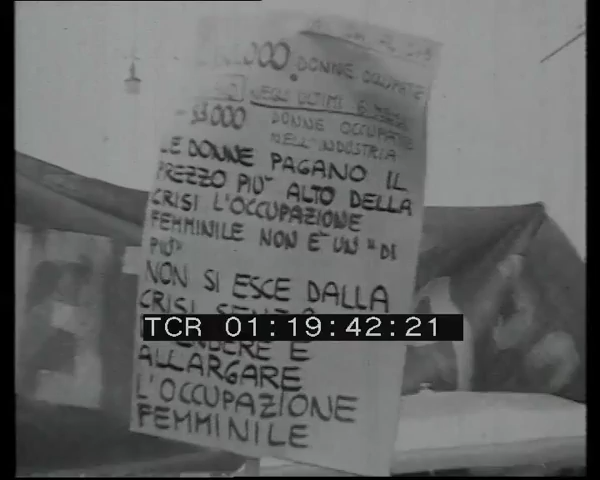 000 DONNE OCCUPATE
NEGLI ULTIMI 6 MESI
-33000 DONNE OCCUPATE
NELL'INDUSTRIA
LE DONNE PAGANO IL
PREZZO PIU' ALTO DELLA
CRISI L'OCCUPAZIONE
FEMMINILE NON È UN "DI
PIU'"
NON SI ESCE DALLA
CRISI
TCR 01:19:42:21
E
ALLARGARE
L'OCCUPAZIONE
FEMMINILE